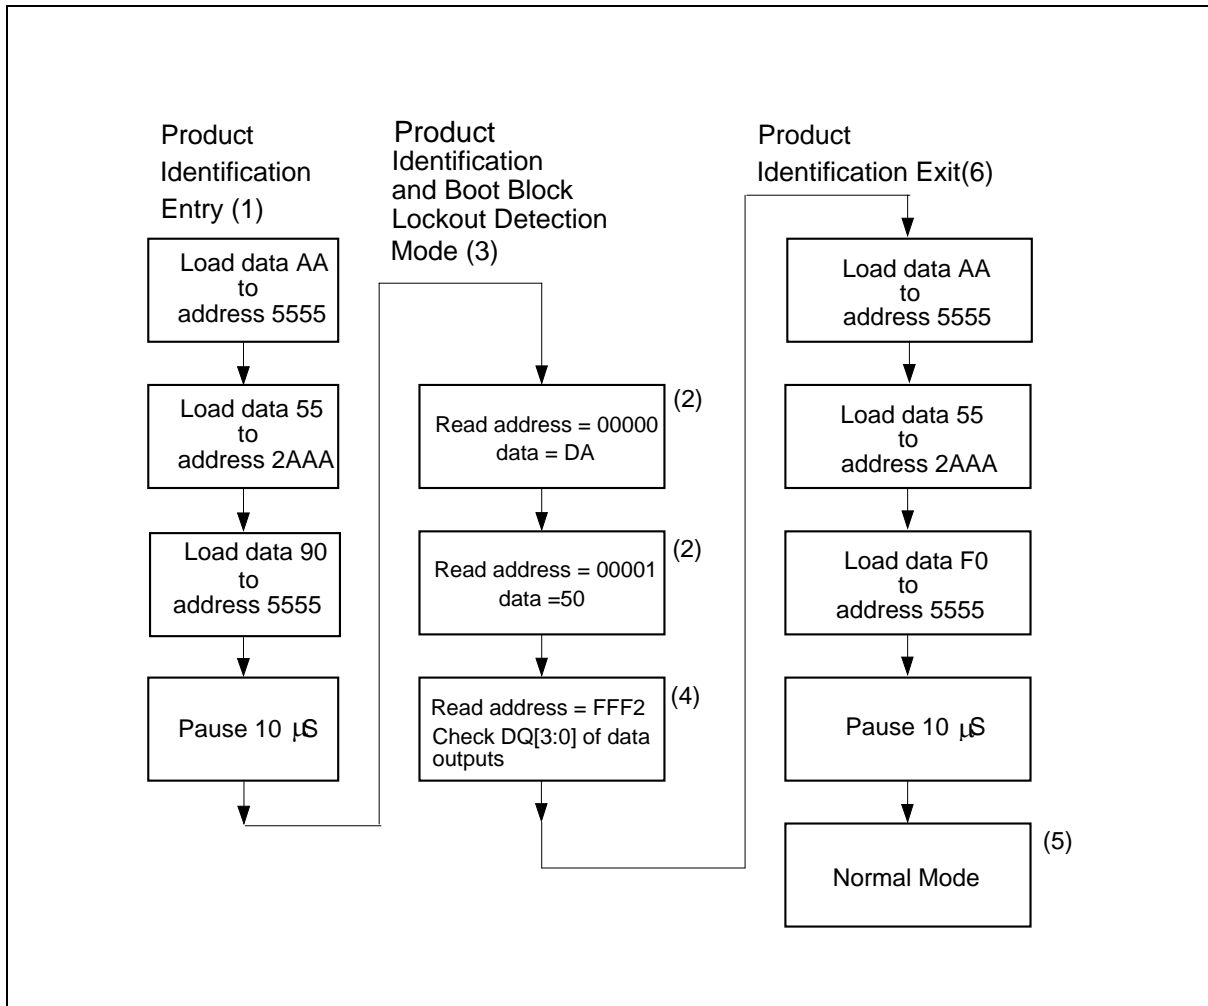 Product
Identification
Entry (1)
Load data AA
to
address 5555
Load data 55
to
address 2AAA
Load data 90
to
address 5555
Pause 10 μS
Product
Identification
and Boot Block
Lockout Detection
Mode (3)
Read address = 00000
data = DA
(2)
Read address = 00001
data =50
(2)
Read address = FFF2
Check DQ[3:0] of data
outputs
(4)
Product
Identification Exit(6)
Load data AA
to
address 5555
Load data 55
to
address 2AAA
Load data F0
to
address 5555
Pause 10 μS
Normal Mode
(5)